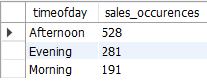 timeofday sales_occurences
Afternoon 528
Evening 281
Morning 191